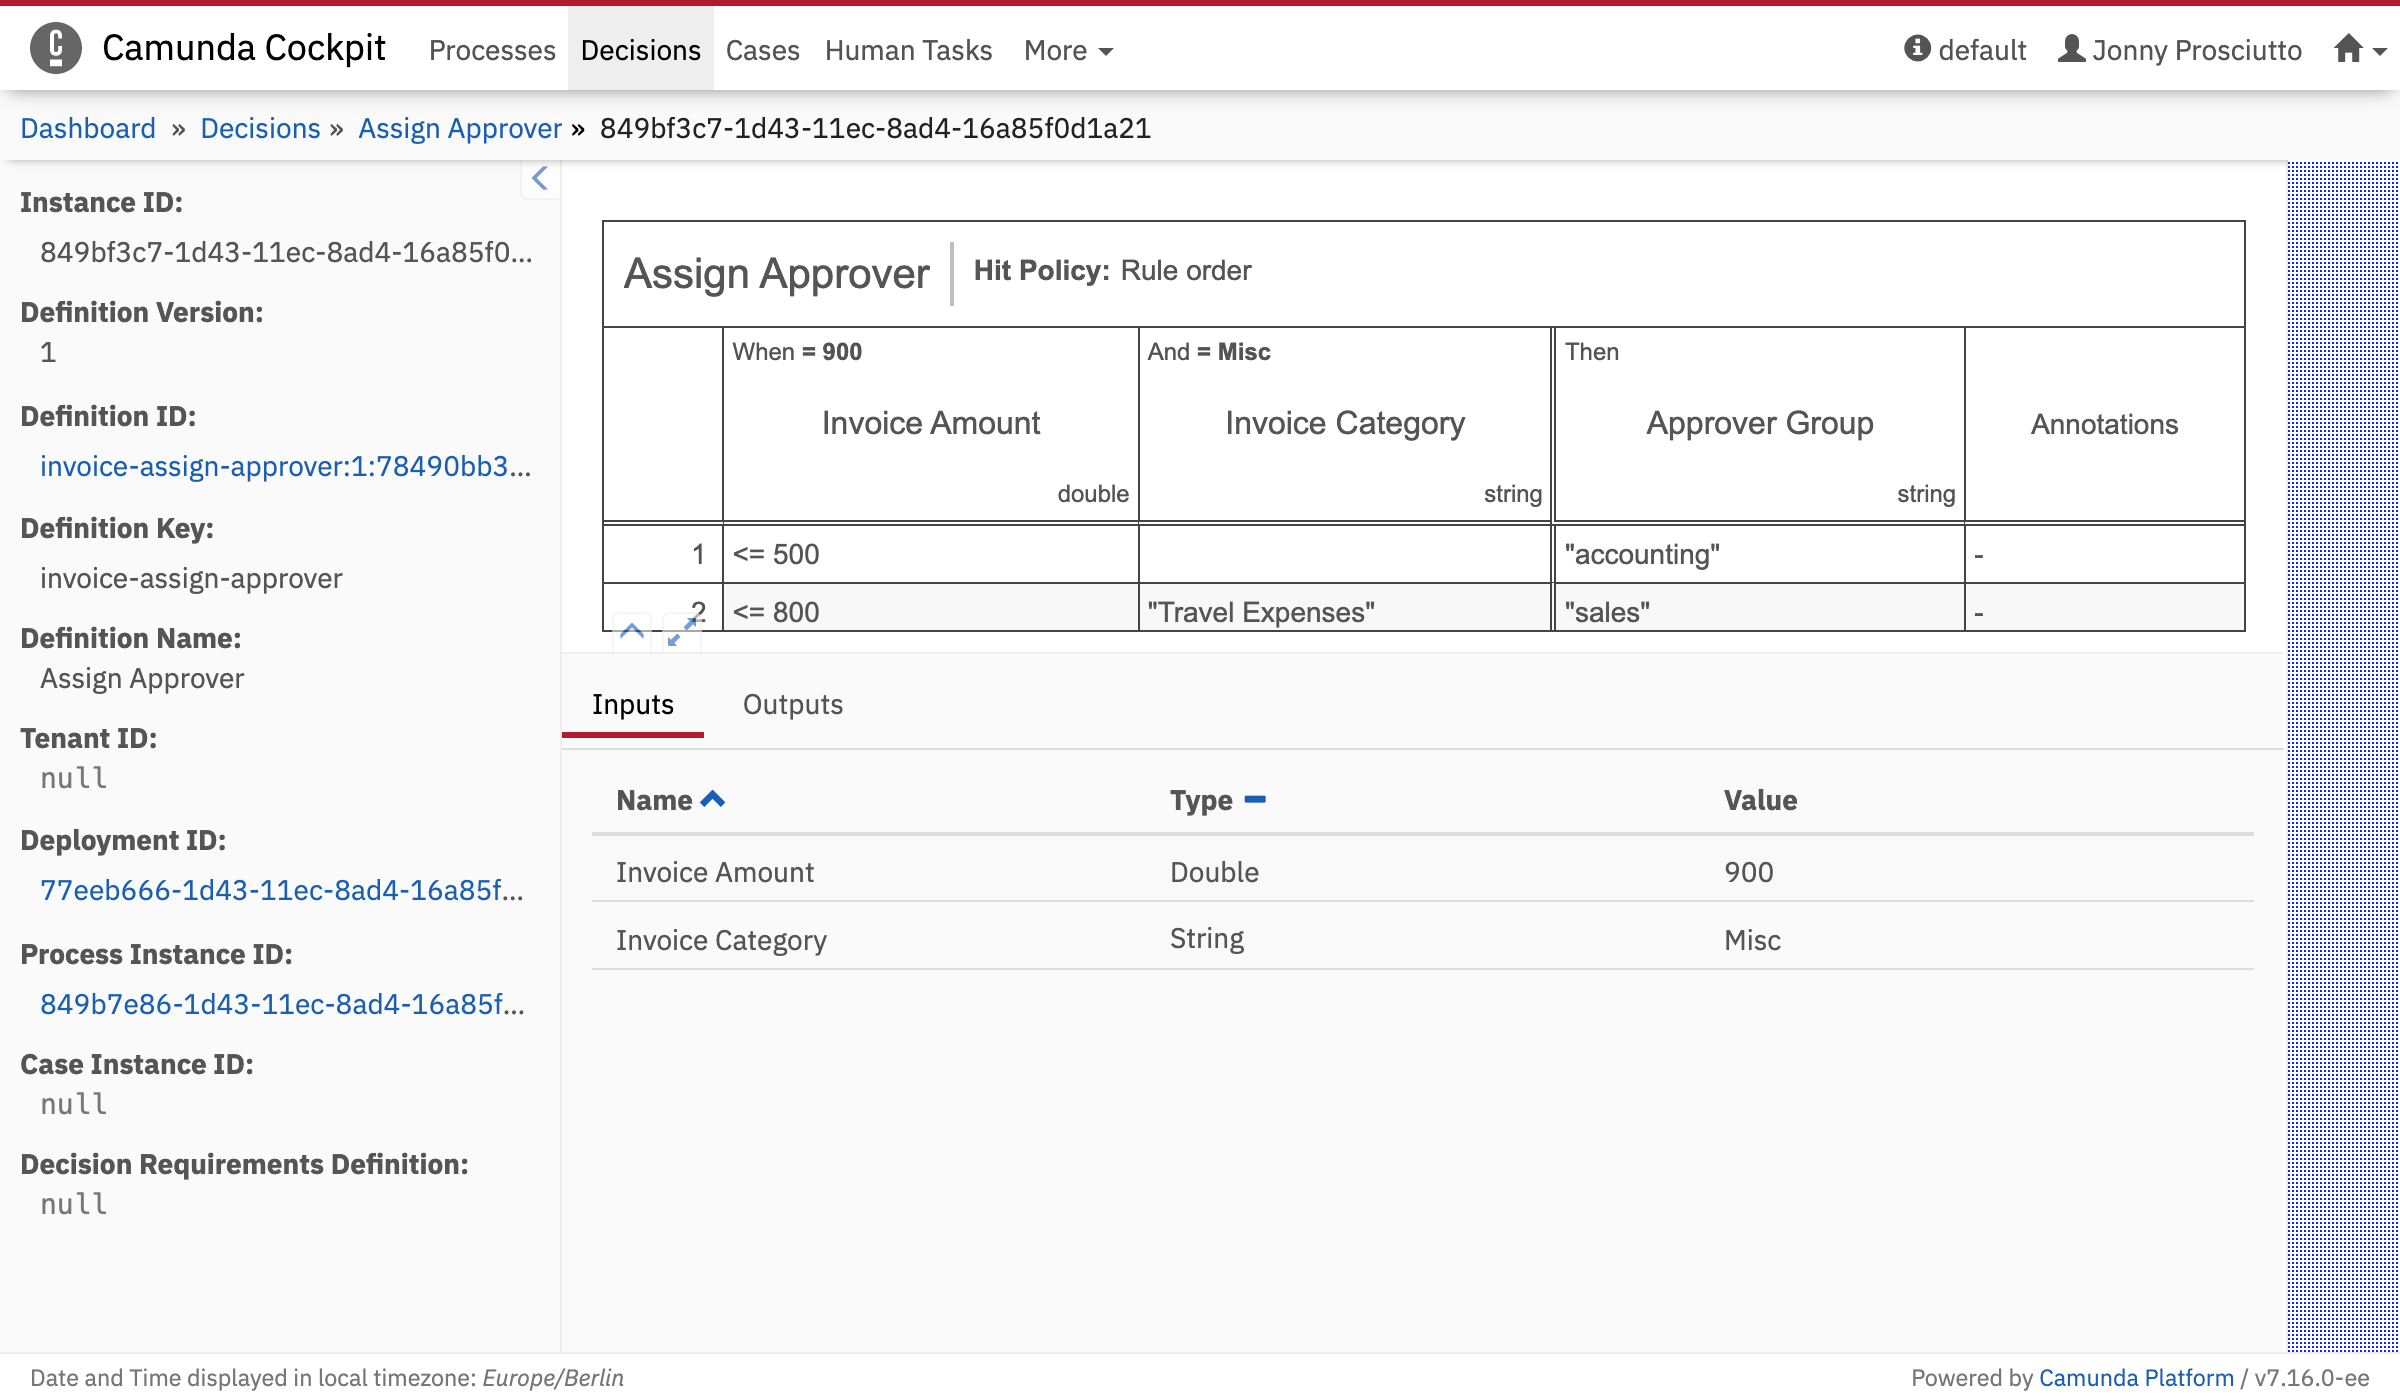 Camunda Cockpit Processes Decisions Cases Human Tasks More default Jonny Prosciutto
Dashboard » Decisions » Assign Approver » 849bf3c7-1d43-11ec-8ad4-16a85f0d1a21
Instance ID:
849bf3c7-1d43-11ec-8ad4-16a85f0...
Definition Version:
1
Definition ID:
invoice-assign-approver:1:78490bb3...
Definition Key:
invoice-assign-approver
Definition Name:
Assign Approver
Tenant ID:
null
Deployment ID:
77eeb666-1d43-11ec-8ad4-16a85f...
Process Instance ID:
849b7e86-1d43-11ec-8ad4-16a85f...
Case Instance ID:
null
Decision Requirements Definition:
null
Assign Approver Hit Policy: Rule order
When = 900 And = Misc Then
Invoice Amount Invoice Category Approver Group Annotations
double string string
1 <= 500 "accounting" -
2 <= 800 "Travel Expenses" "sales" -
Inputs Outputs
Name Type Value
Invoice Amount Double 900
Invoice Category String Misc
Date and Time displayed in local timezone: Europe/Berlin
Powered by Camunda Platform / v7.16.0-ee